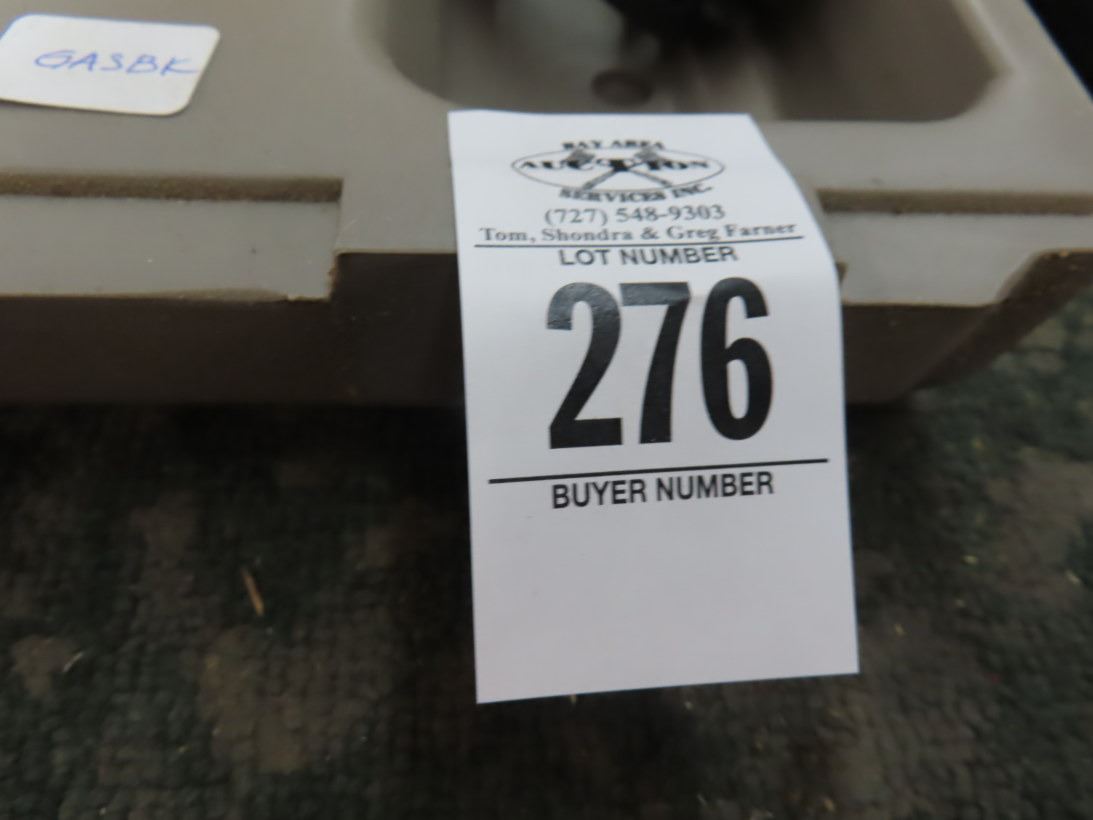 GASBK
BAY AREA
AUCTION
SERVICES INC.
(727) 548-9303
Tom, Shondra & Greg Farner
LOT NUMBER
276
BUYER NUMBER